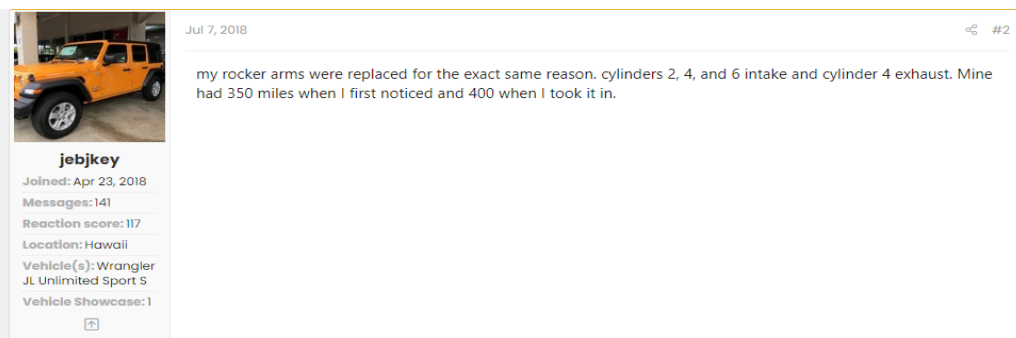 Jul 7, 2018
#2
my rocker arms were replaced for the exact same reason. cylinders 2, 4, and 6 intake and cylinder 4 exhaust. Mine
had 350 miles when I first noticed and 400 when I took it in.
jebjkey
Joined: Apr 23, 2018
Messages: 141
Reaction score: 117
Location: Hawaii
Vehicle(s): Wrangler
JL Unlimited Sport S
Vehicle Showcase: 1